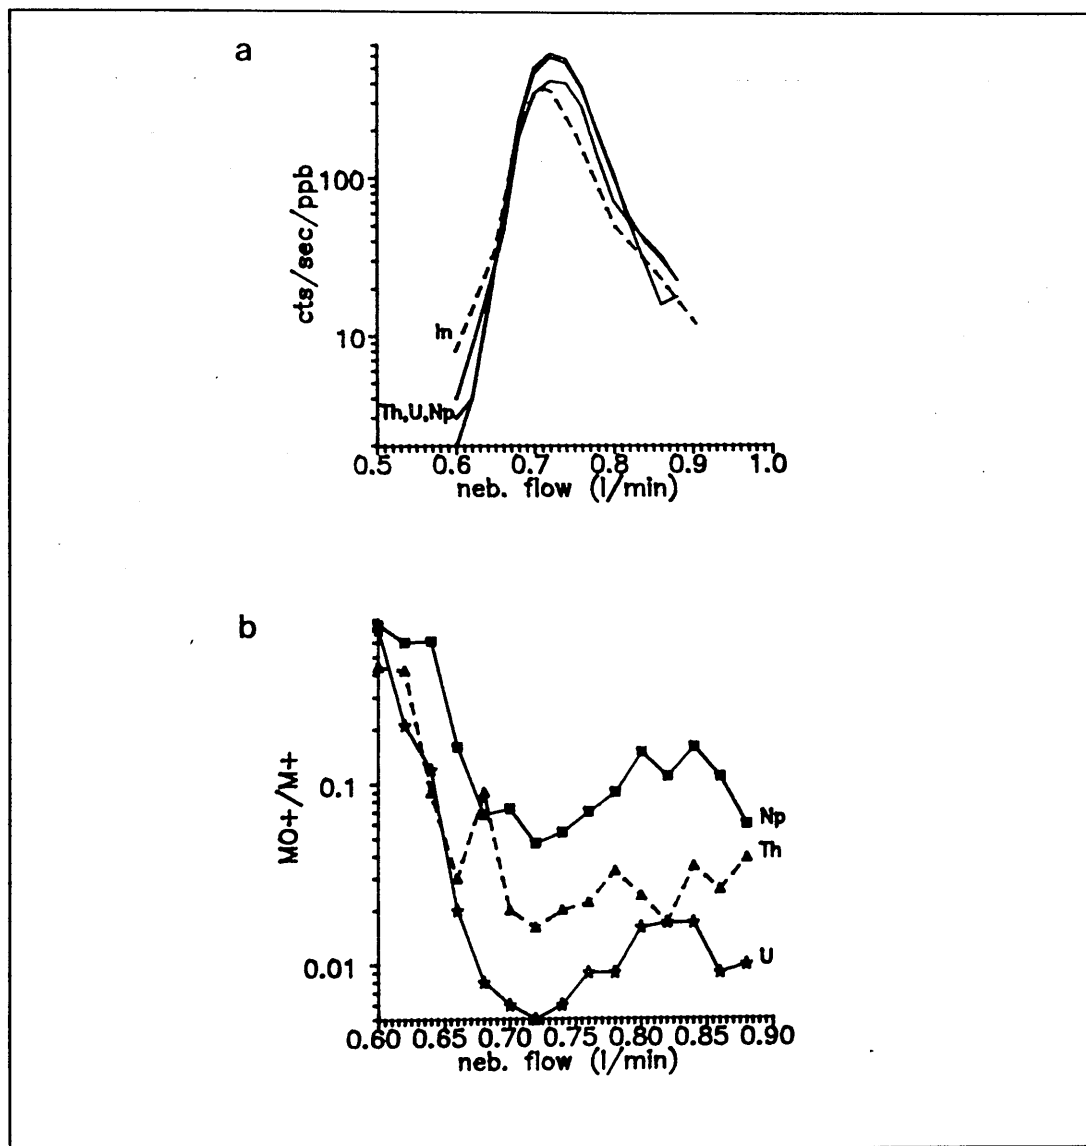 a
cts/sec/ppb
100
10
In
Th,U,Np
0.5 0.6 0.7 0.8 0.9 1.0
neb. flow (l/min)
b
MO+/M+
0.1
0.01
Np
Th
U
0.60 0.65 0.70 0.75 0.80 0.85 0.90
neb. flow (l/min)